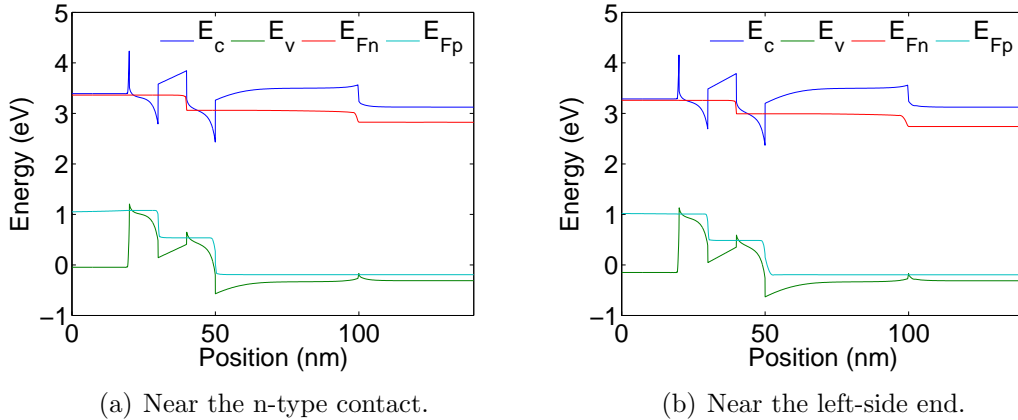 5
4
3
2
1
0
−1
Energy (eV)
E_c E_v E_Fn E_Fp
0 50 100
Position (nm)
(a) Near the n-type contact.
5
4
3
2
1
0
−1
Energy (eV)
E_c E_v E_Fn E_Fp
0 50 100
Position (nm)
(b) Near the left-side end.